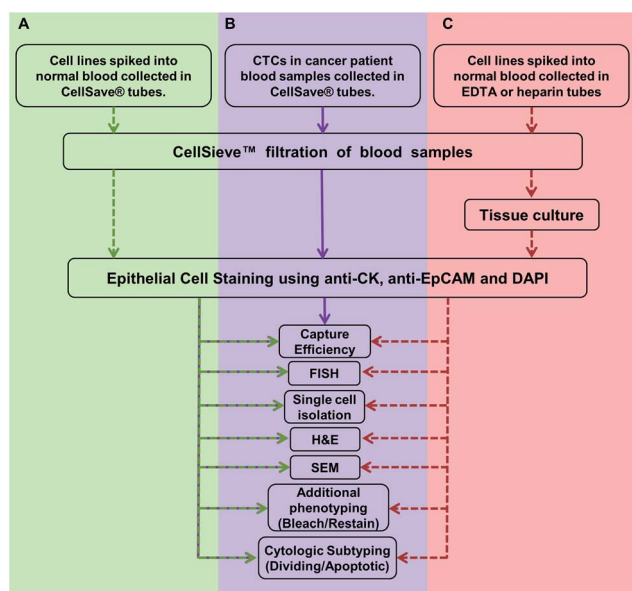 A
B
C
Cell lines spiked into
normal blood collected in
CellSave® tubes.
CTCs in cancer patient
blood samples collected in
CellSave® tubes.
Cell lines spiked into
normal blood collected in
EDTA or heparin tubes
CellSieve™ filtration of blood samples
Tissue culture
Epithelial Cell Staining using anti-CK, anti-EpCAM and DAPI
Capture
Efficiency
FISH
Single cell
isolation
H&E
SEM
Additional
phenotyping
(Bleach/Restain)
Cytologic Subtyping
(Dividing/Apoptotic)